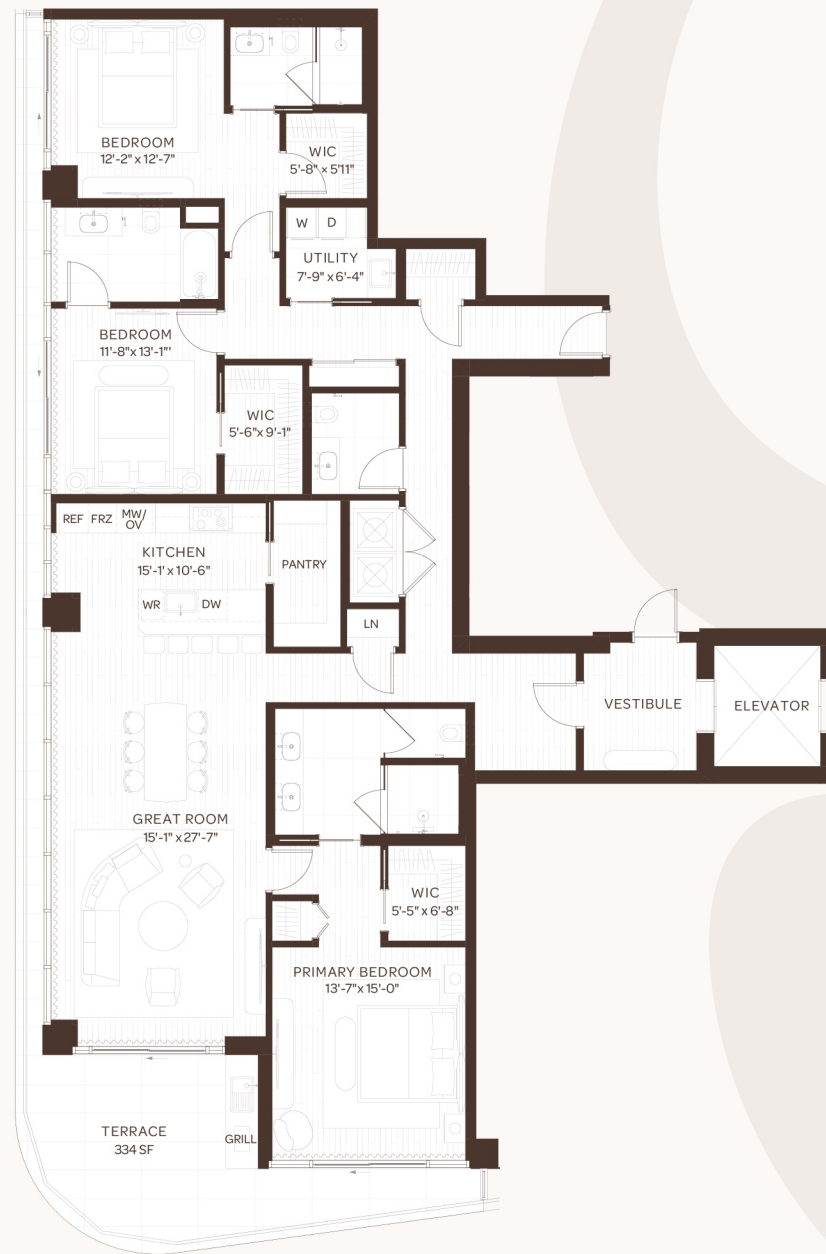 BEDROOM
12'-2" x 12'-7"
WIC
5'-8" x 5'11"
W
D
UTILITY
7'-9" x 6'-4"
BEDROOM
11'-8" x 13'-1"'
WIC
5'-6"x 9'-1"
REF FRZ MW/
OV
KITCHEN
15'-1' x 10'-6"
PANTRY
WR
DW
LN
VESTIBULE
ELEVATOR
GREAT ROOM
15'-1" x 27'-7"
WIC
5'-5" x 6'-8"
PRIMARY BEDROOM
13'-7"x 15'-0"
TERRACE
334 SF
GRILL